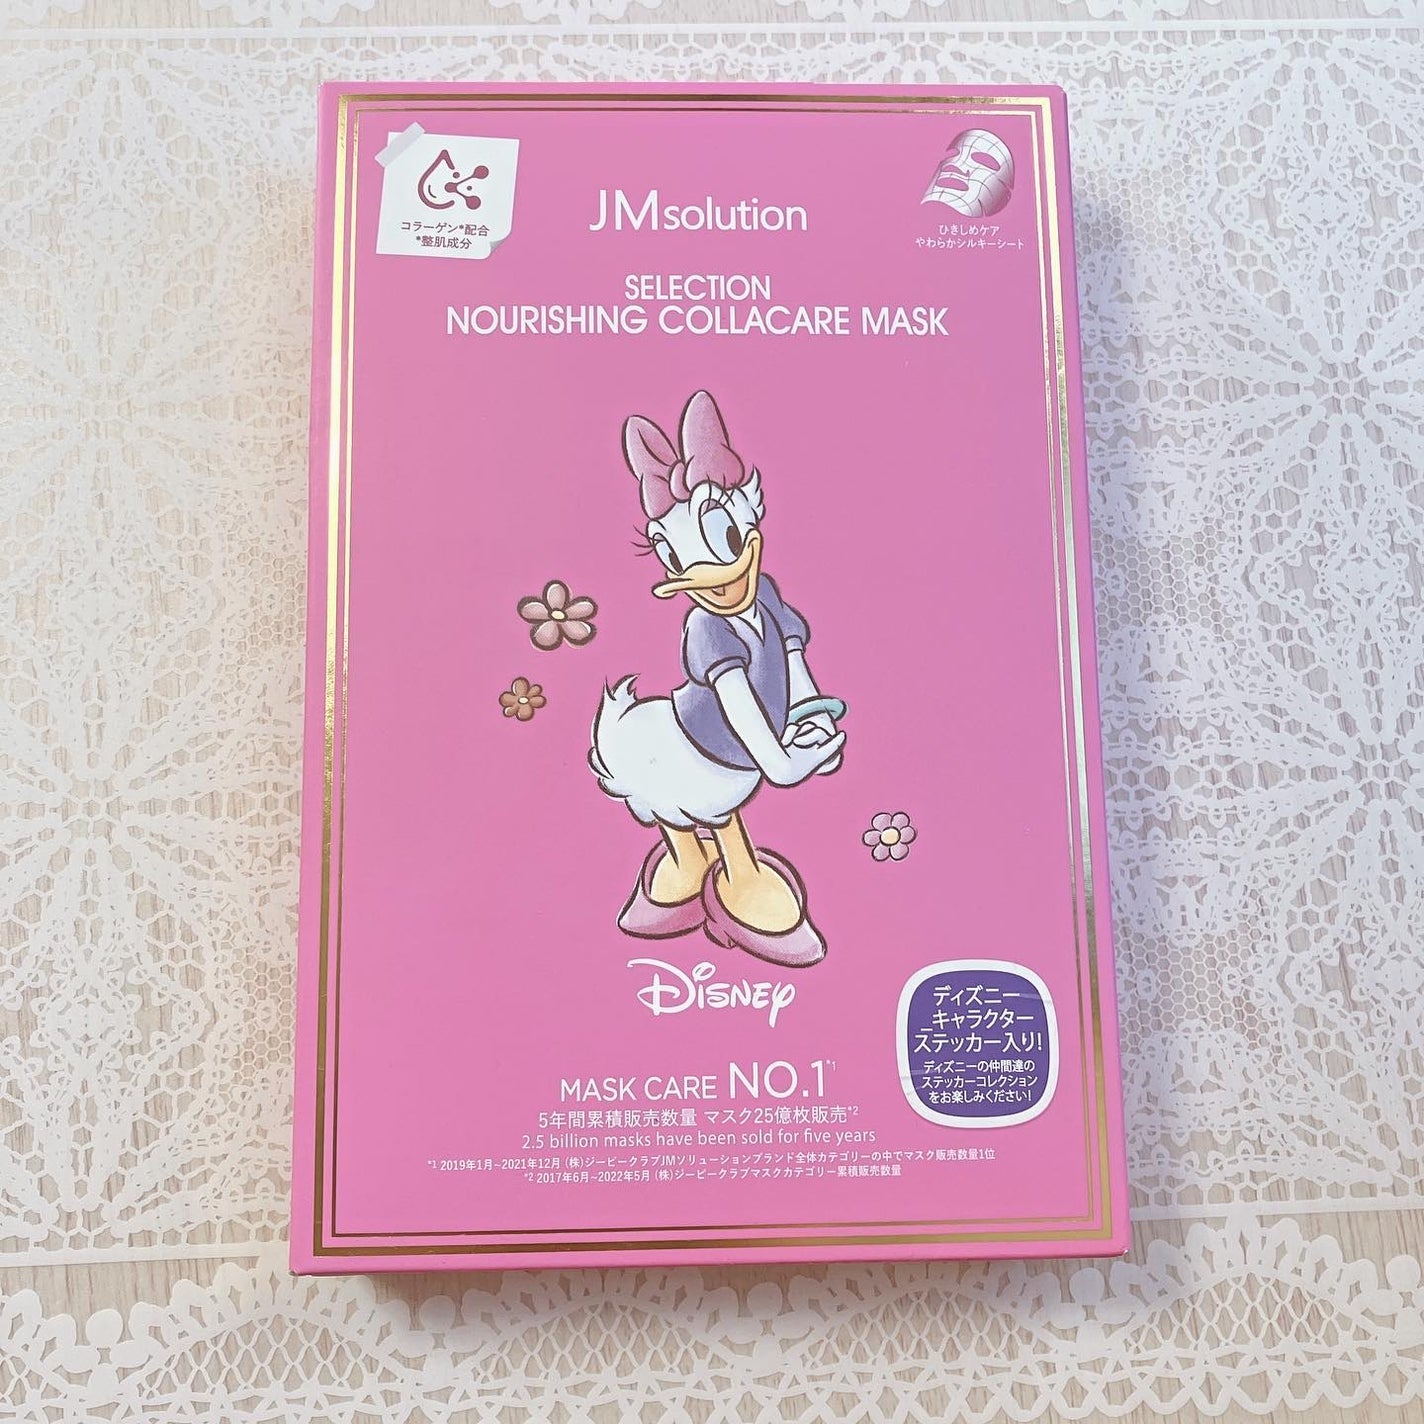 コラーゲン*配合
*整肌成分
JMsolution
ひきしめケア
やわらかシルキーシート
SELECTION
NOURISHING COLLACARE MASK
Disney
ディズニー
キャラクター
ステッカー入り!
ディズニーの仲間達の
ステッカーコレクション
をお楽しみください!
MASK CARE NO.1*1
5年間累積販売数量 マスク25億枚販売*2
2.5 billion masks have been sold for five years
*1 2019年1月~2021年12月 (株)ジーピークラブJMソリューションブランド全体カテゴリーの中でマスク販売数量1位
*2 2017年6月~2022年5月 (株)ジーピークラブマスクカテゴリー累積販売数量